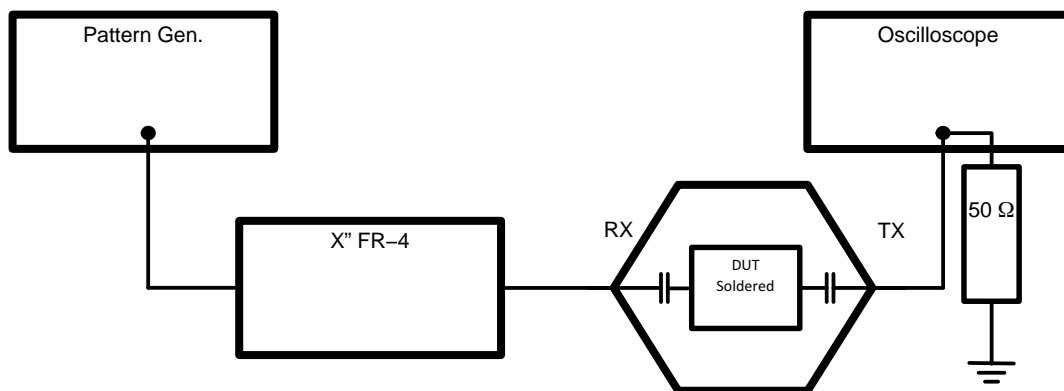 Pattern Gen.
Oscilloscope
50 Ω
X” FR−4
RX
TX
DUT
Soldered